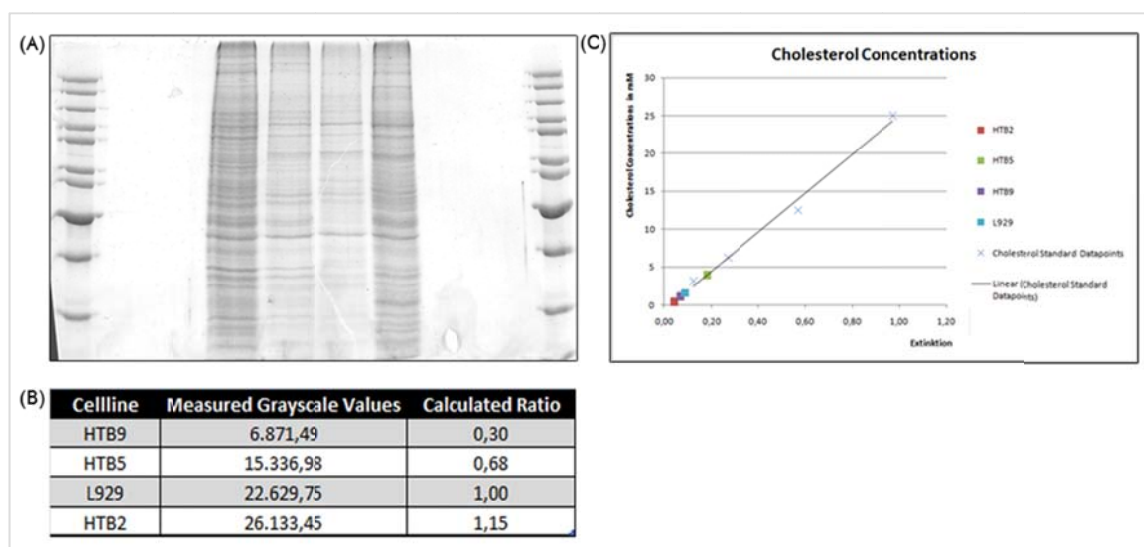 (A)
(C)
Cholesterol Concentrations
Cholesterol Concentrations in mM
30
25
20
15
10
5
0
0,00 0,20 0,40 0,60 0,80 1,00 1,20
Extinktion
HTB2
HTB5
HTB9
L929
Cholesterol Standard Datapoints
Linear (Cholesterol Standard
Datapoints)
(B)
Cellline Measured Grayscale Values Calculated Ratio
HTB9 6.871,49 0,30
HTB5 15.336,98 0,68
L929 22.629,75 1,00
HTB2 26.133,45 1,15